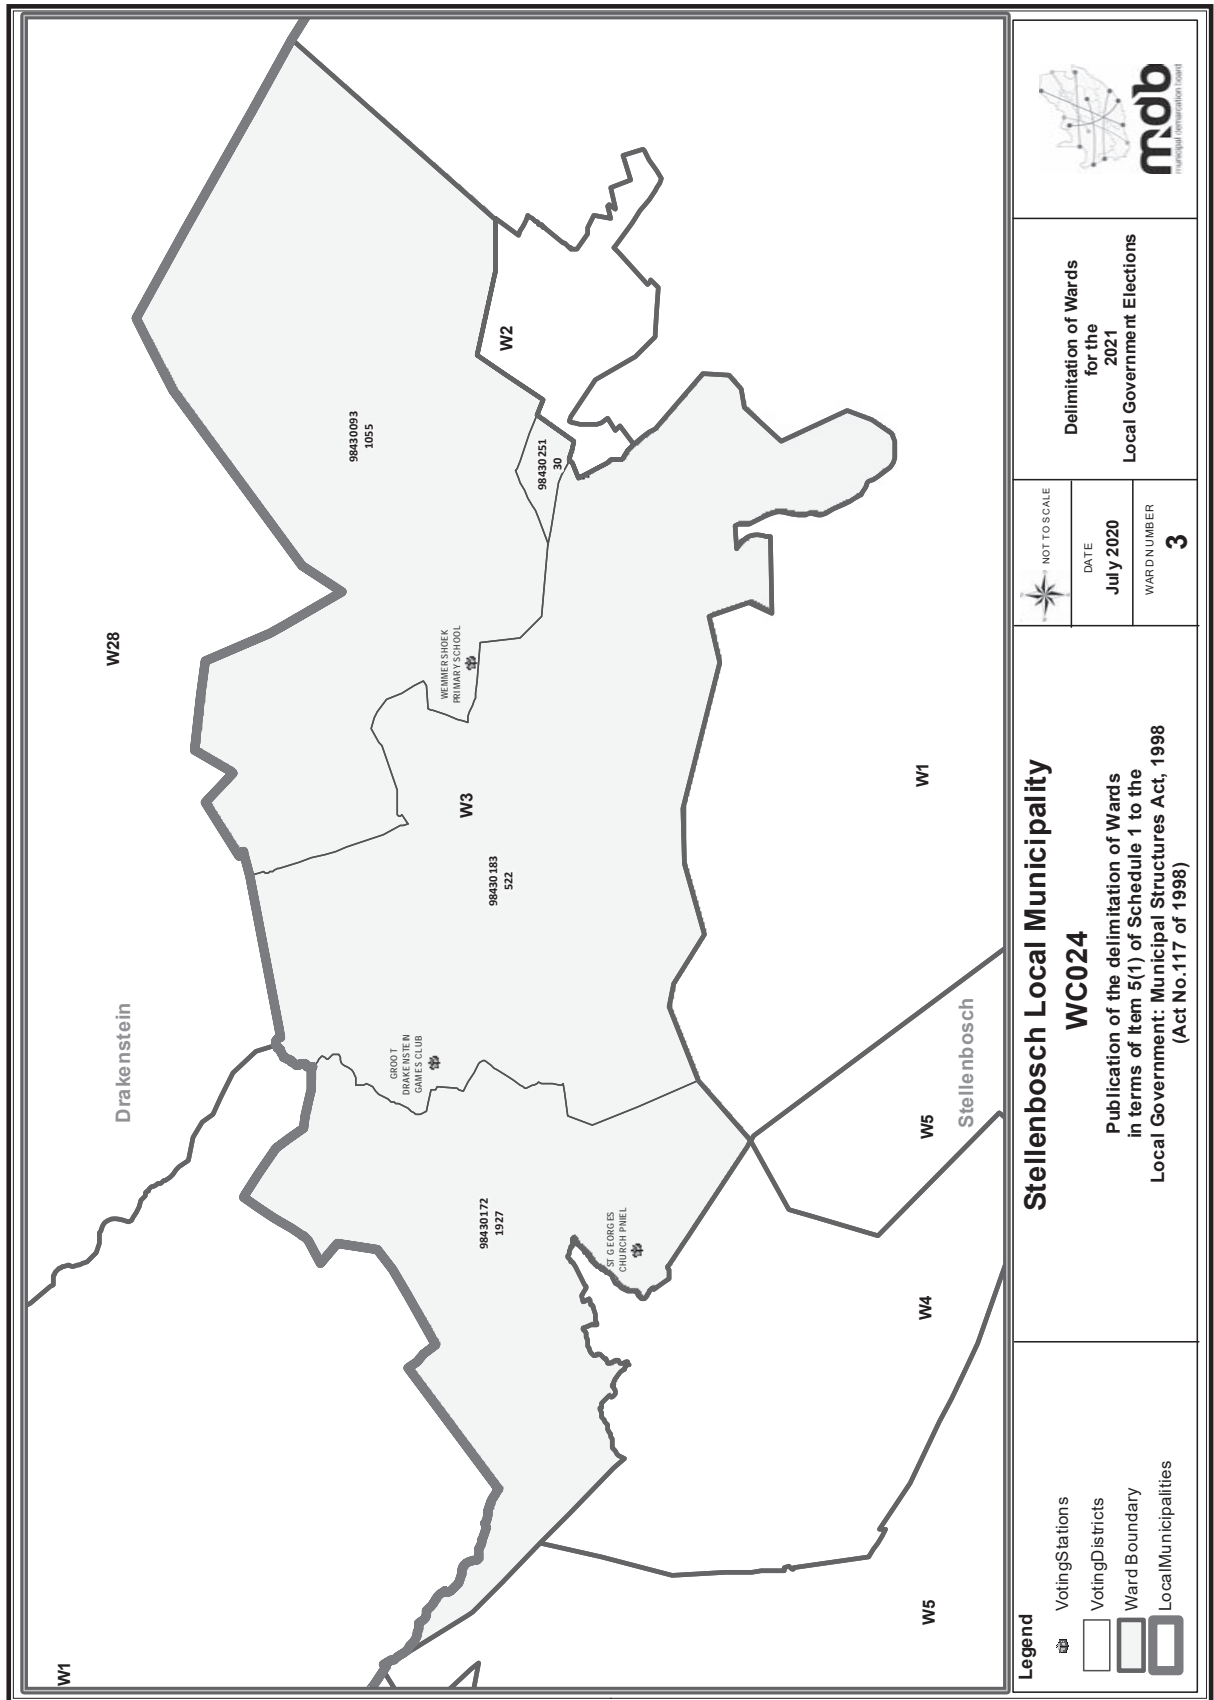 W1
W28
Drakenstein
98430093
1055
W2
98430251
30
WEMMERSHOEK
PRIMARY SCHOOL
W3
98430183
522
GROOT
DRAKENSTEIN
GAMES CLUB
98430172
1927
ST GEORGES
CHURCH PNIEL
W1
W5
Stellenbosch
W4
W5
Legend
VotingStations
VotingDistricts
Ward Boundary
LocalMunicipalities
Stellenbosch Local Municipality
WC024
Publication of the delimitation of Wards
in terms of Item 5(1) of Schedule 1 to the
Local Government: Municipal Structures Act, 1998
(Act No.117 of 1998)
NOT TO SCALE
DATE
July 2020
WARD NUMBER
3
Delimitation of Wards
for the
2021
Local Government Elections
mdb
municipal demarcation board